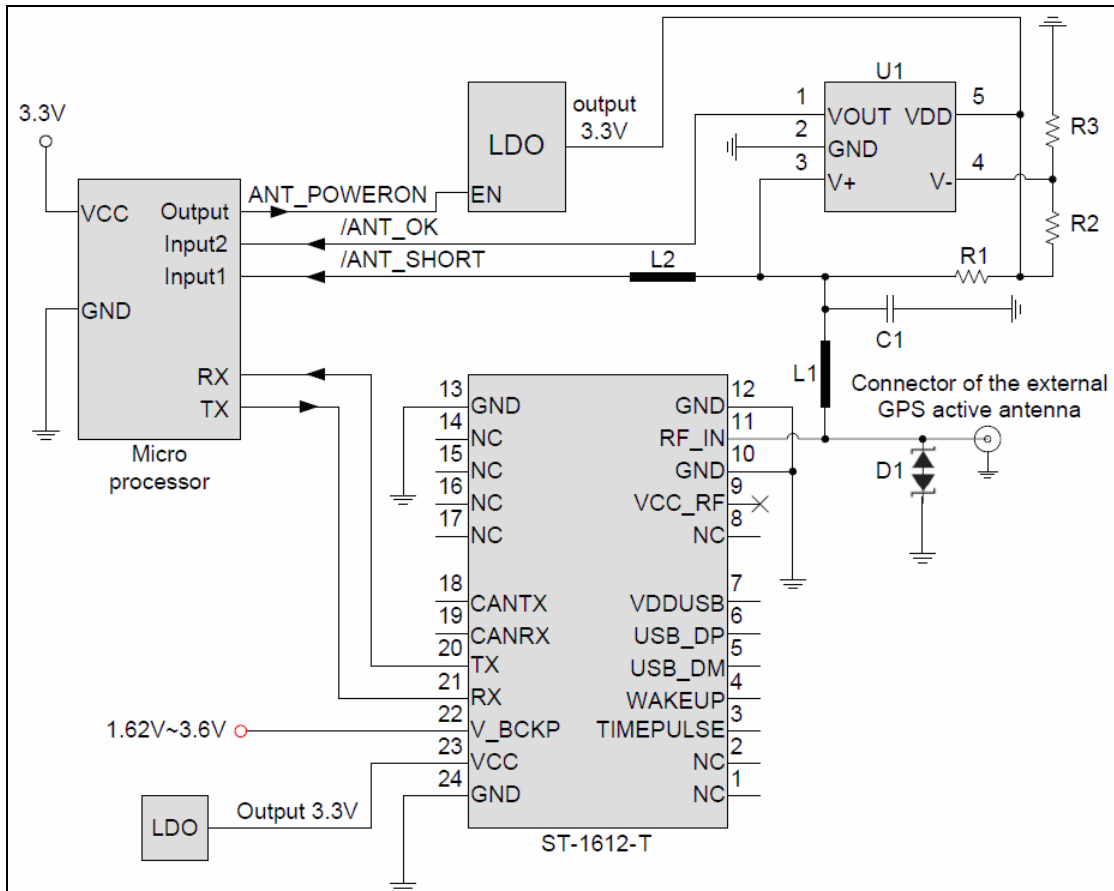 U1
output
3.3V
1
VOUT
VDD
5
3.3V
LDO
2
GND
R3
3
V+
V-
4
ANT_POWERON
EN
VCC
Output
/ANT_OK
R2
Input2
/ANT_SHORT
L2
R1
Input1
GND
C1
L1
Connector of the external
GPS active antenna
RX
TX
Micro
processor
13
GND
GND
12
14
NC
RF_IN
11
15
NC
GND
10
D1
16
NC
VCC_RF
9
17
NC
NC
8
18
CANTX
VDDUSB
7
19
CANRX
USB_DP
6
20
TX
USB_DM
5
21
RX
WAKEUP
4
1.62V~3.6V
22
V_BCKP
TIMEPULSE
3
23
VCC
NC
2
24
GND
NC
1
LDO
Output 3.3V
ST-1612-T